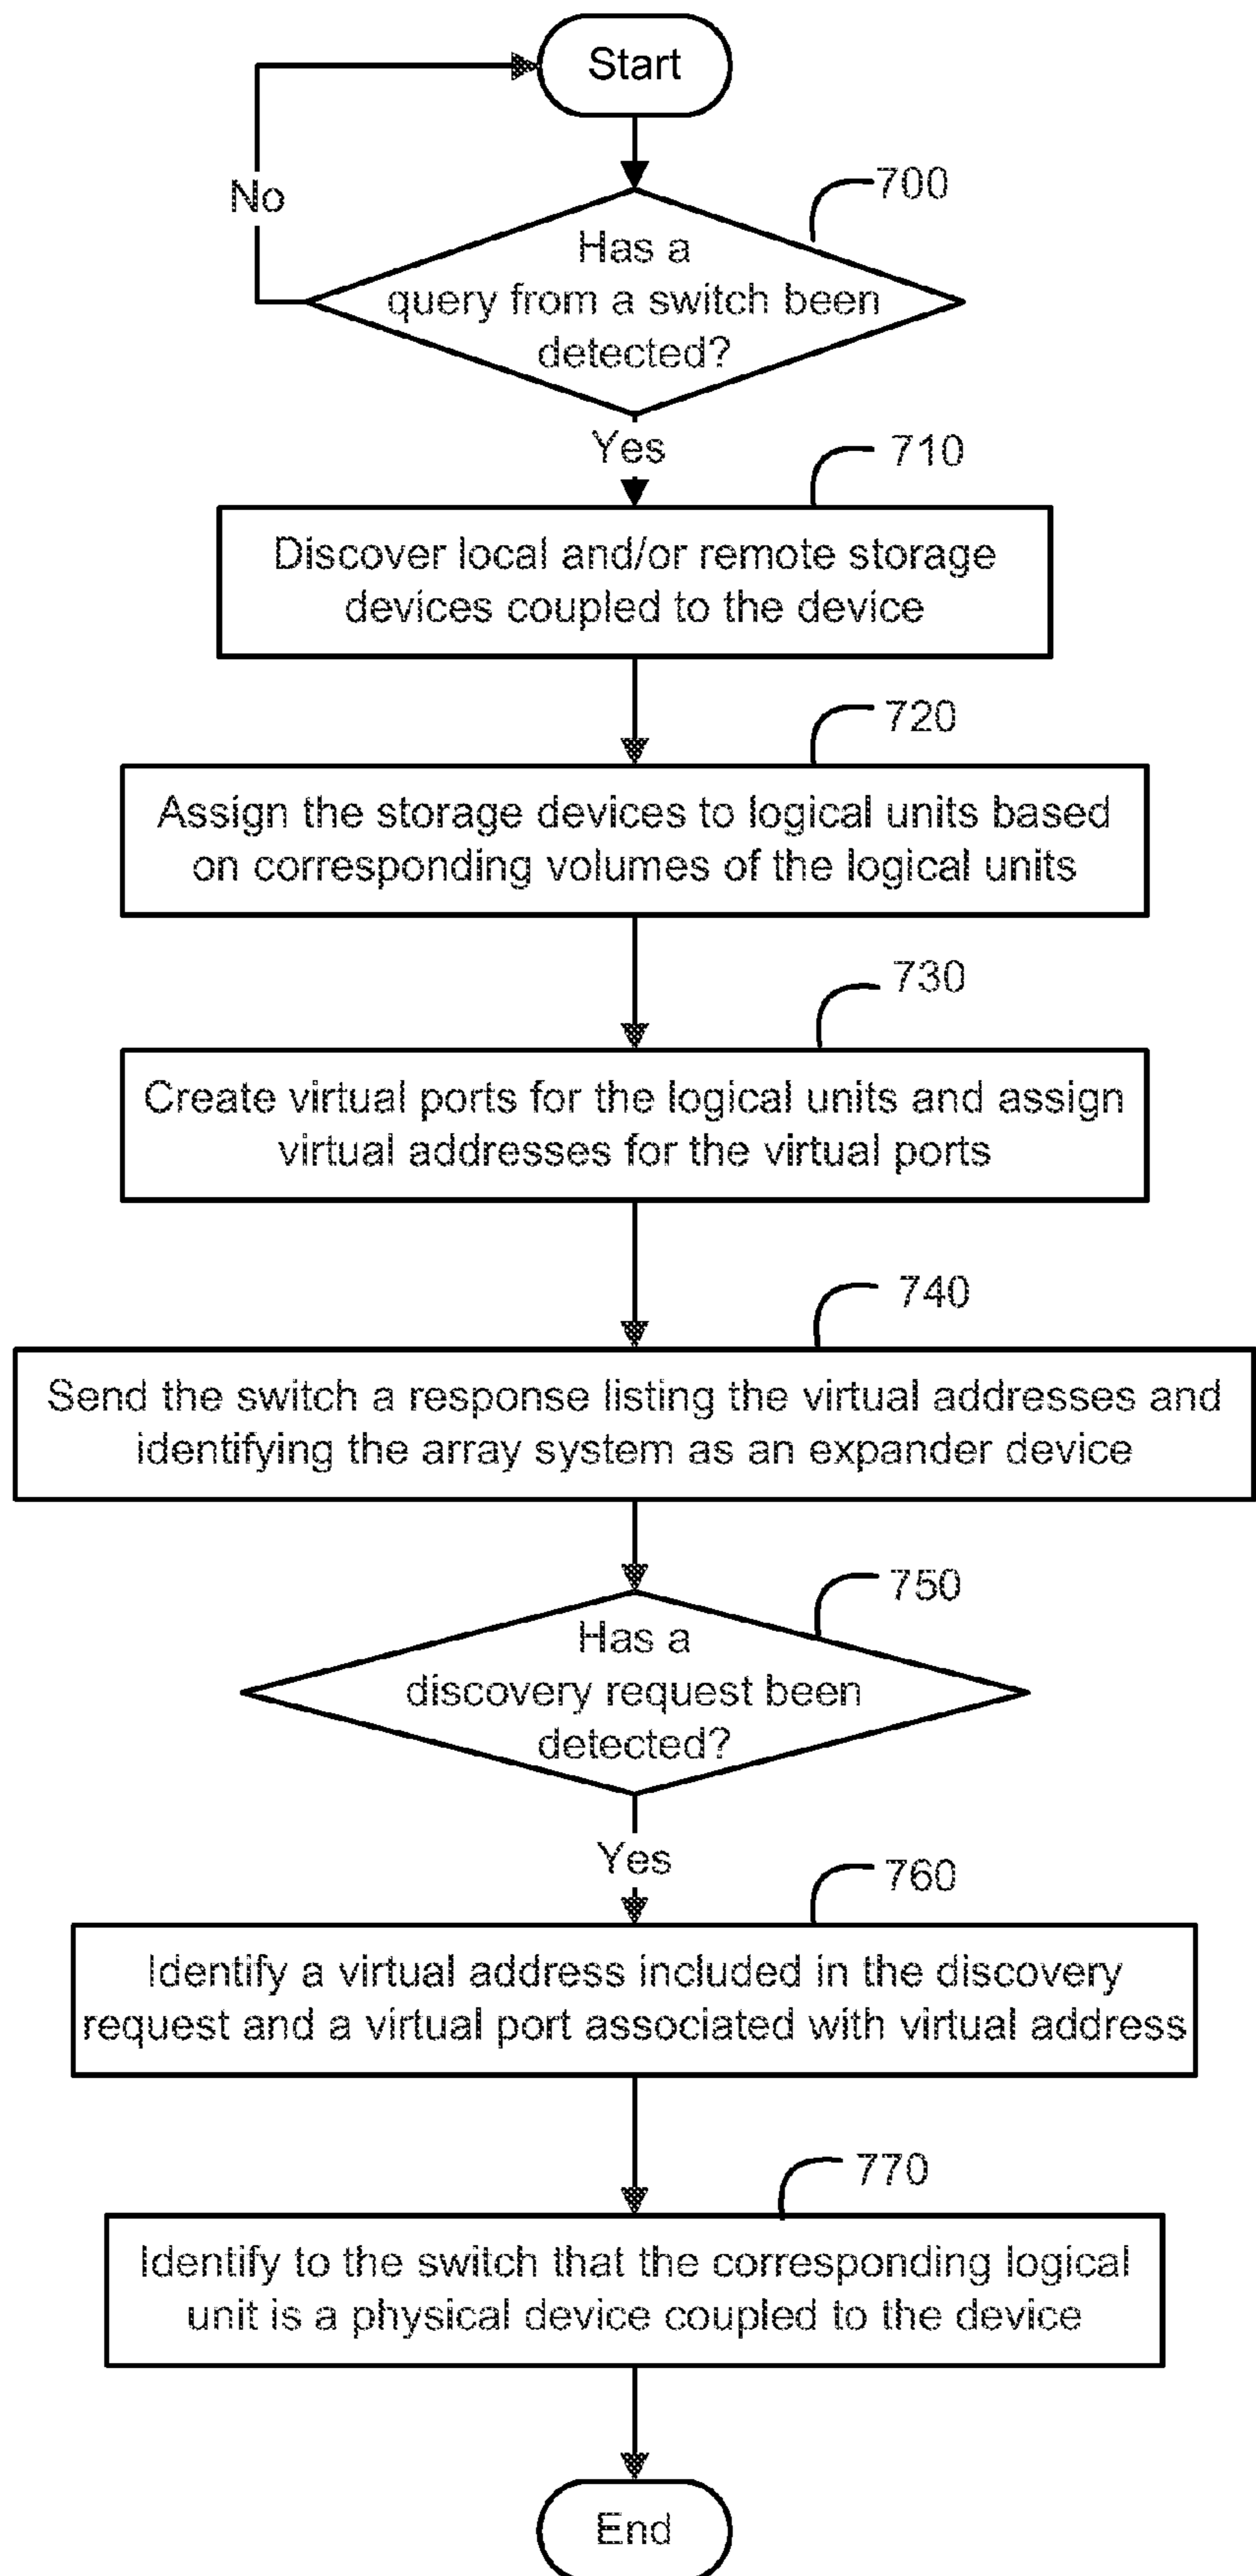 Start
No
700
Has a
query from a switch been
detected?
Yes
710
Discover local and/or remote storage
devices coupled to the device
720
Assign the storage devices to logical units based
on corresponding volumes of the logical units
730
Create virtual ports for the logical units and assign
virtual addresses for the virtual ports
740
Send the switch a response listing the virtual addresses and
identifying the array system as an expander device
750
Has a
discovery request been
detected?
Yes
760
Identify a virtual address included in the discovery
request and a virtual port associated with virtual address
770
Identify to the switch that the corresponding logical
unit is a physical device coupled to the device
End